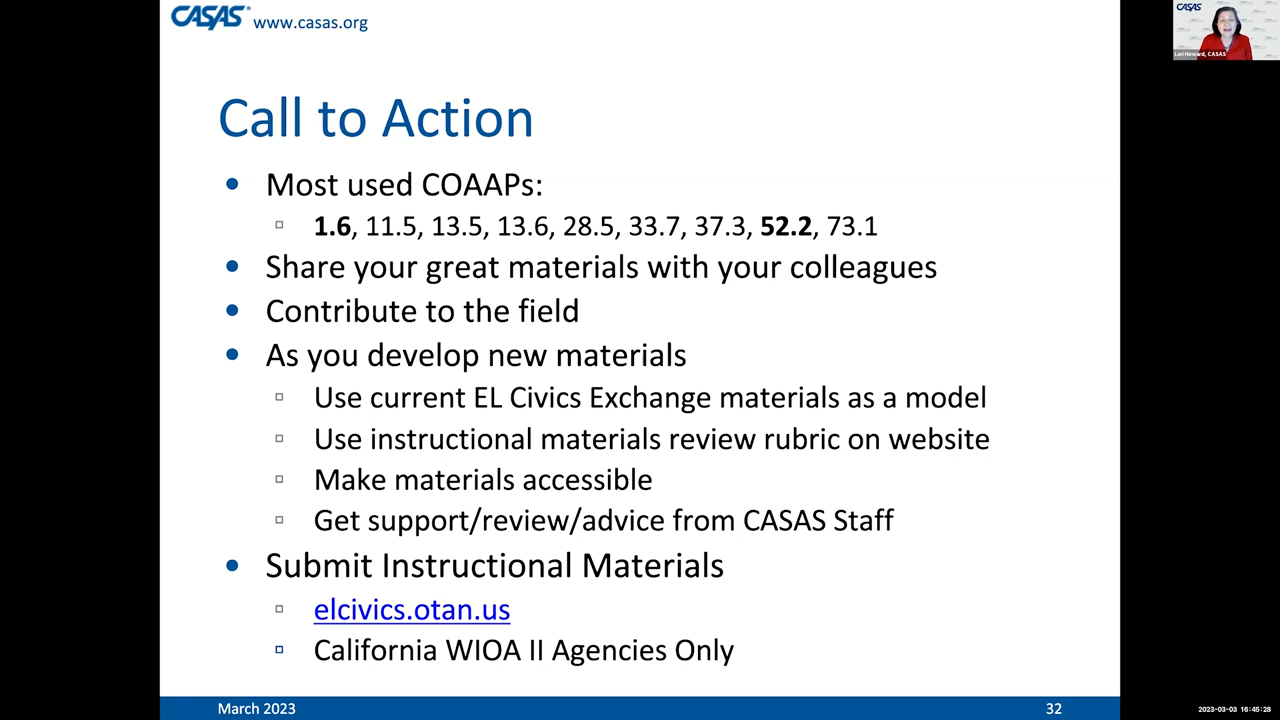 CASAS www.casas.org
CASAS
Lori Howard, CASAS
Call to Action
Most used COAAPs:
1.6, 11.5, 13.5, 13.6, 28.5, 33.7, 37.3, 52.2, 73.1
Share your great materials with your colleagues
Contribute to the field
As you develop new materials
Use current EL Civics Exchange materials as a model
Use instructional materials review rubric on website
Make materials accessible
Get support/review/advice from CASAS Staff
Submit Instructional Materials
elcivics.otan.us
California WIOA II Agencies Only
March 2023 32
2023-03-03 16:45:28